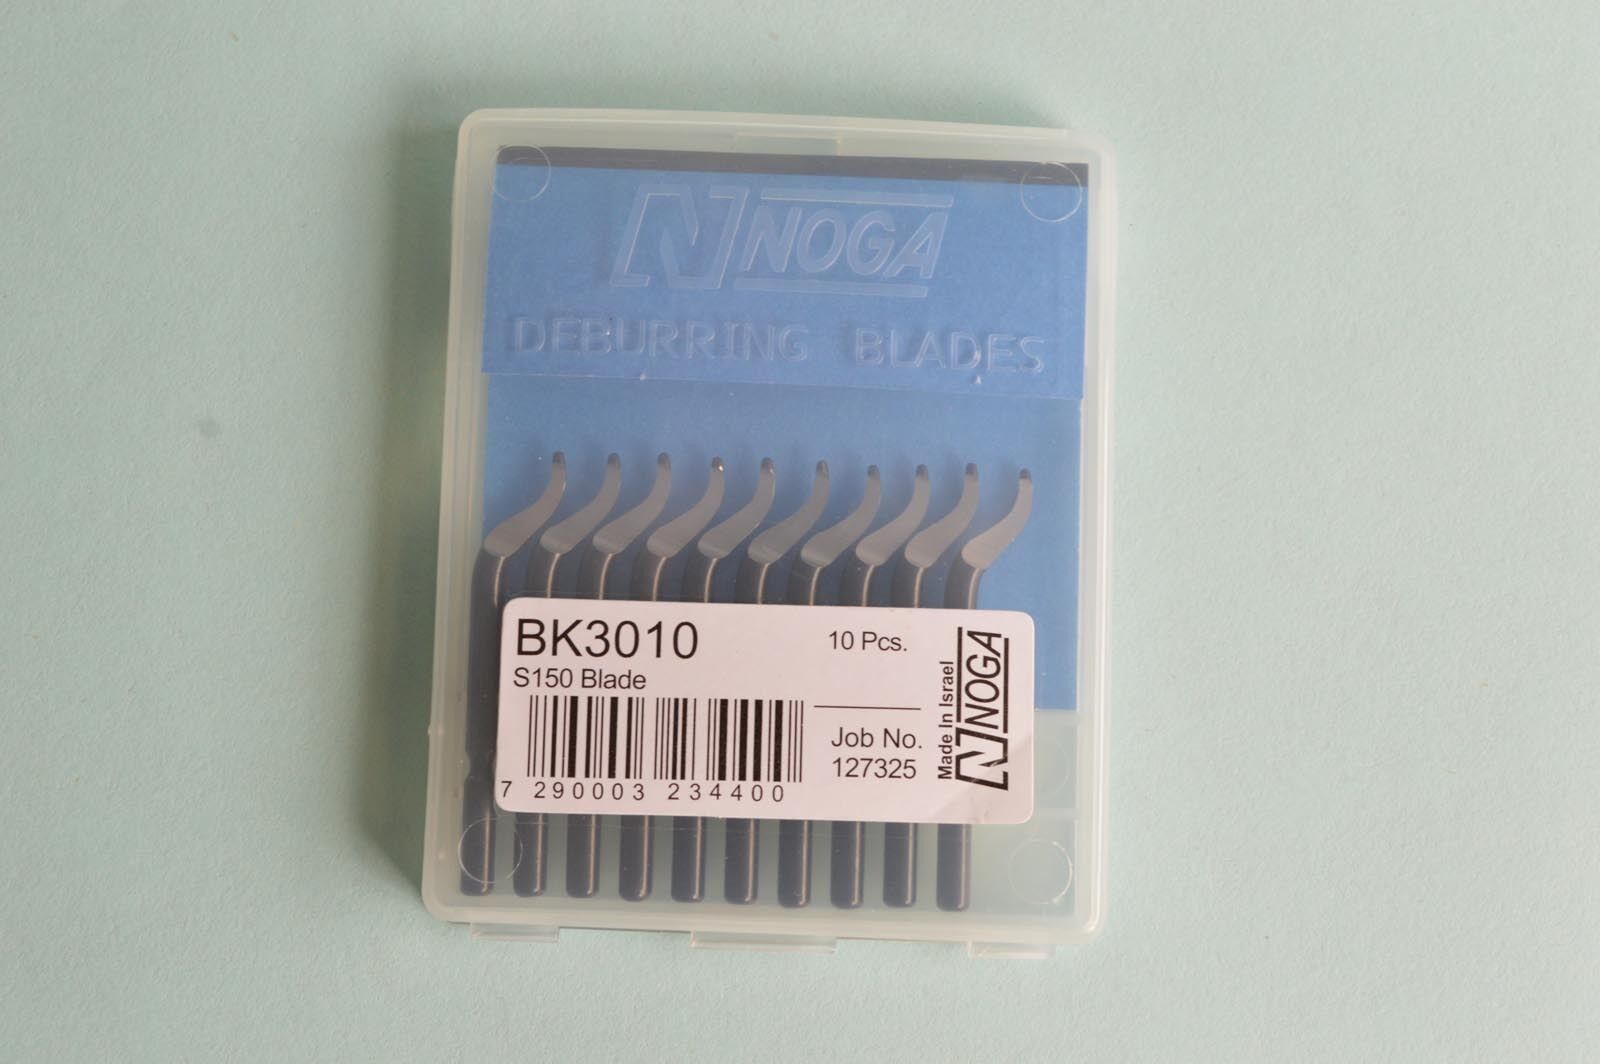 NOGA
DEBURRING BLADES
BK3010
10 Pcs.
S150 Blade
Job No.
127325
7 290003 234400
Made In Israel
NOGA